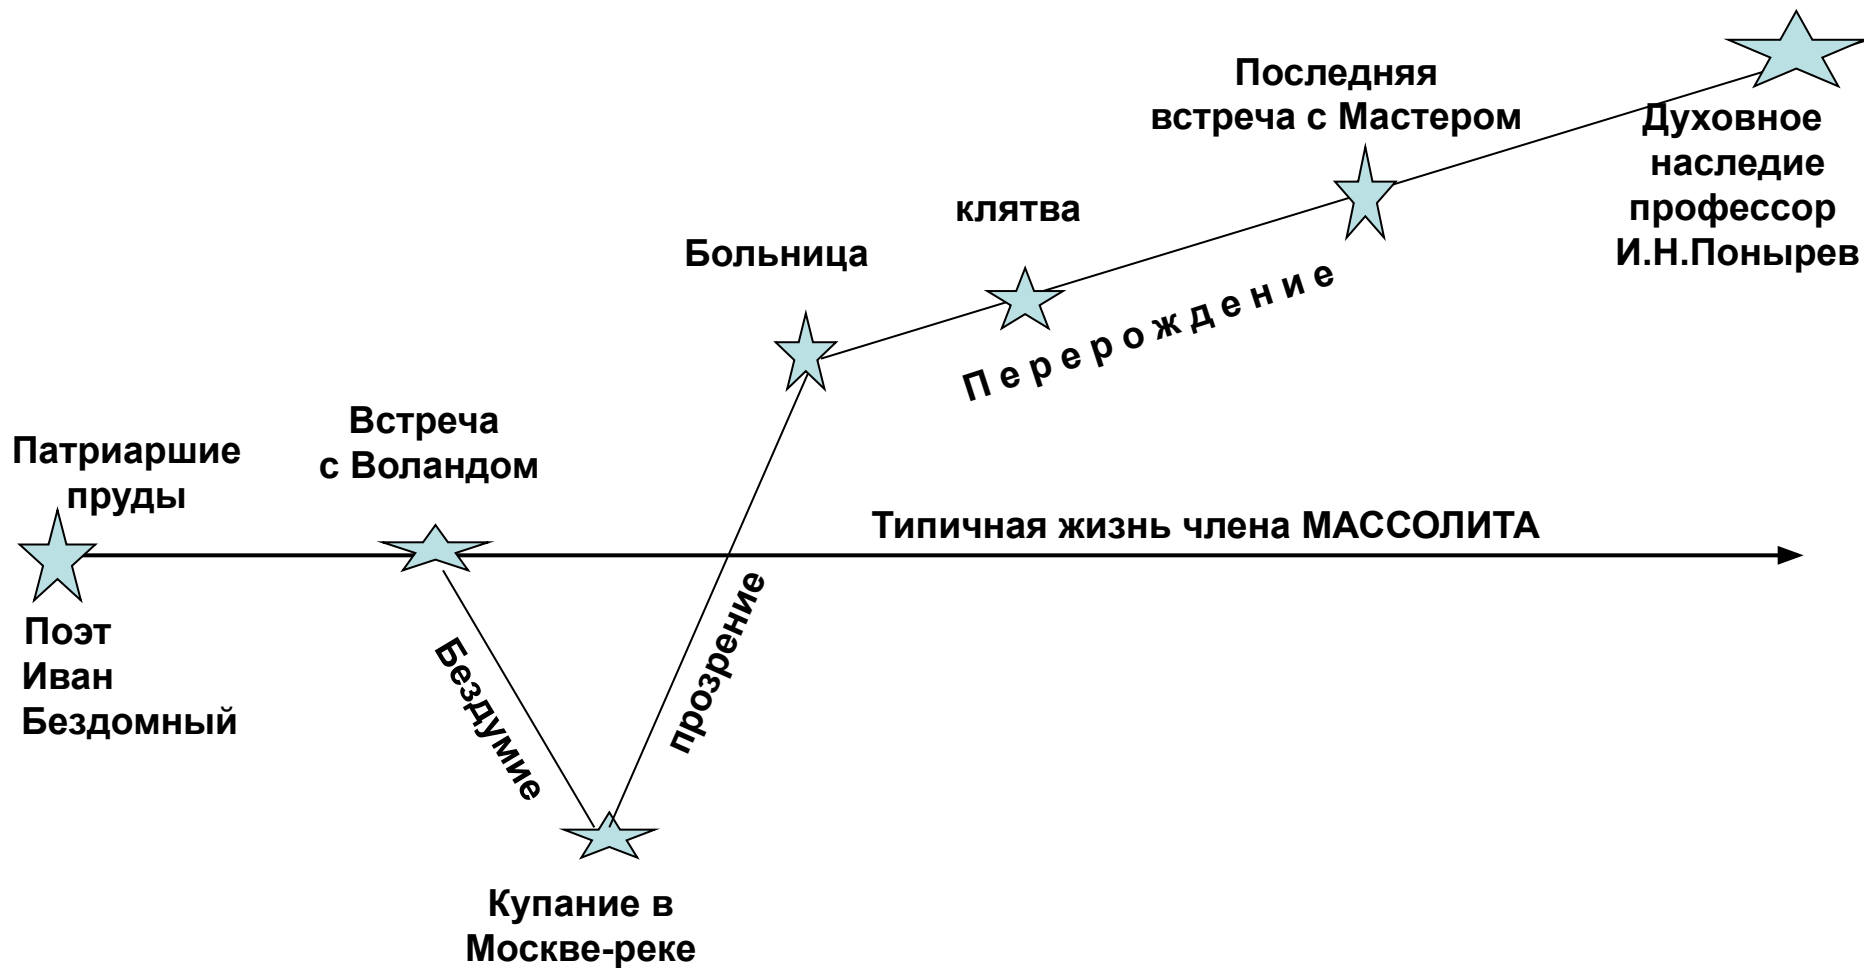 Патриаршие
пруды
Поэт
Иван
Бездомный
Встреча
с Воландом
Бездумие
Купание в
Москве-реке
прозрение
Больница
клятва
Перерождение
Последняя
встреча с Мастером
Духовное
наследие
профессор
И.Н.Понырев
Типичная жизнь члена МАССОЛИТА